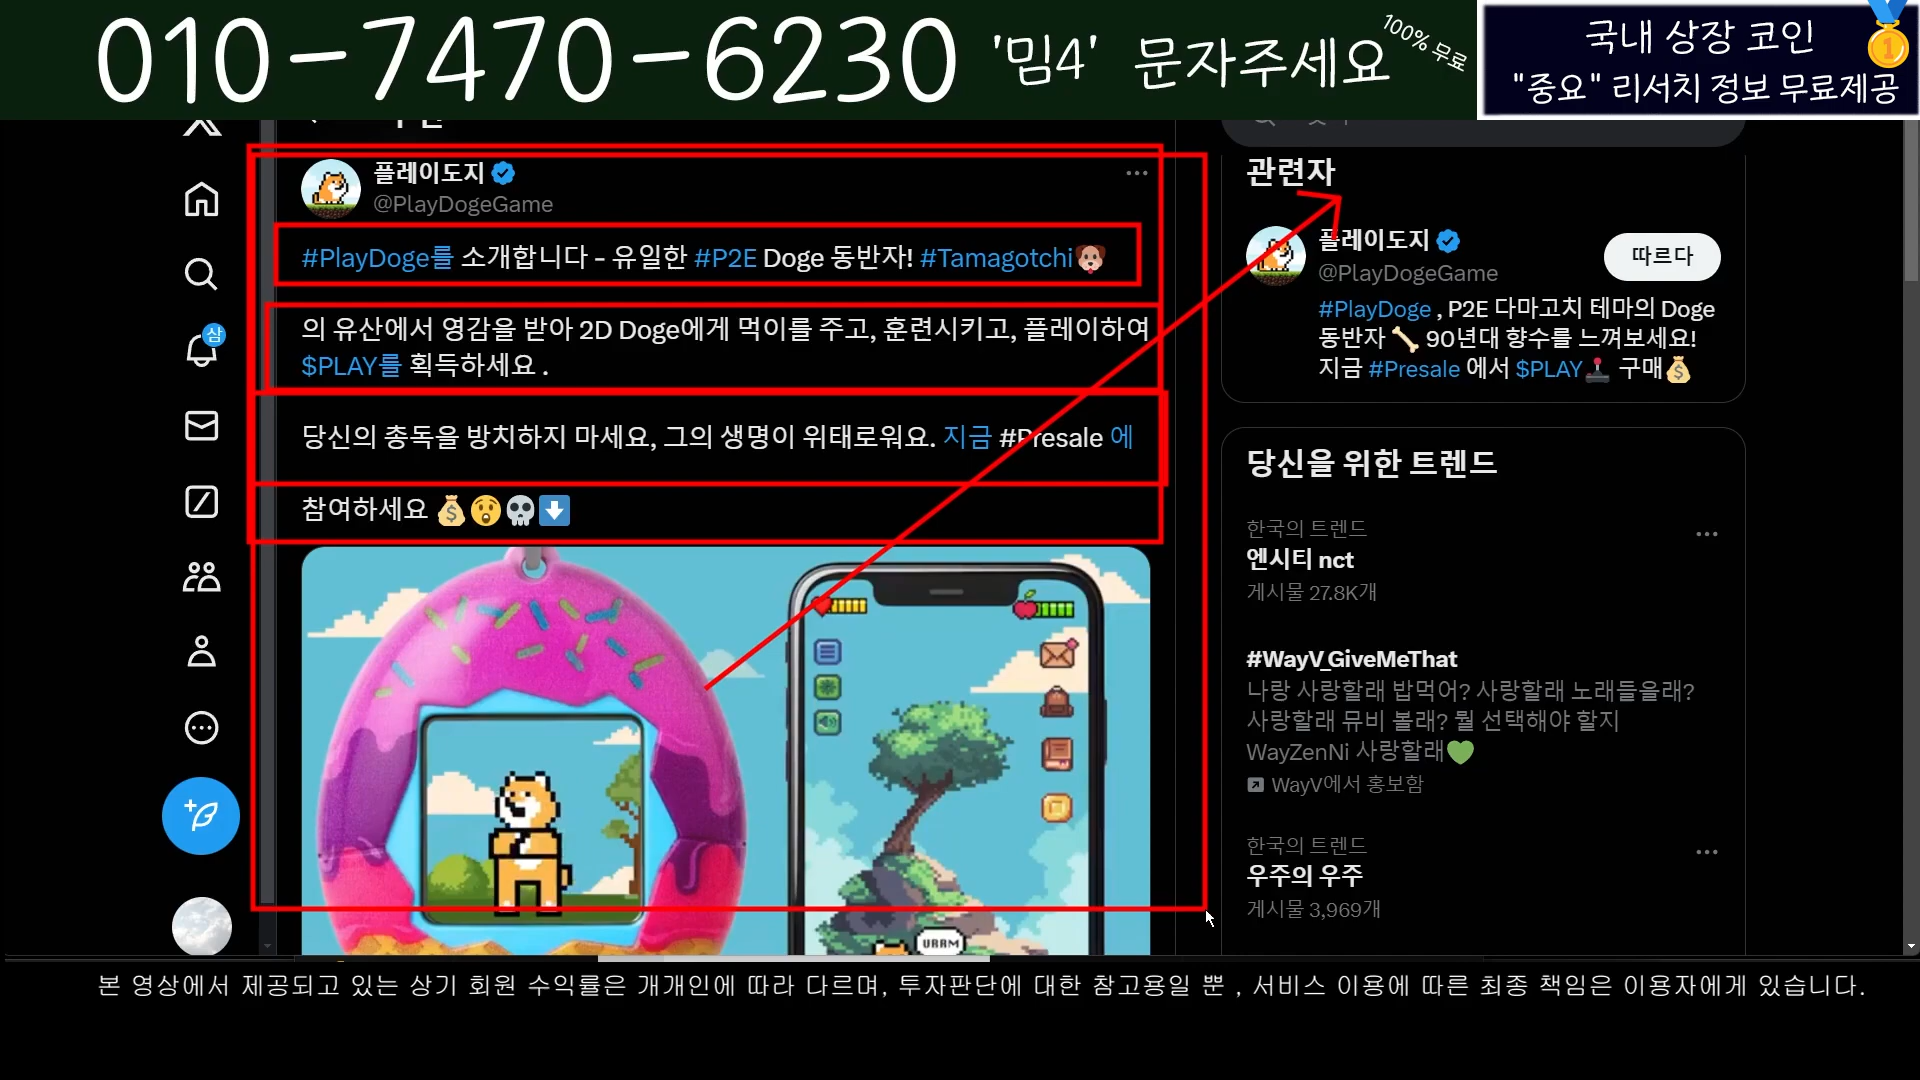 010-7470-6230 '밈4' 문자주세요 100% 무료
국내 상장 코인
"중요" 리서치 정보 무료제공
플레이도지
@PlayDogeGame
#PlayDoge를 소개합니다 - 유일한 #P2E Doge 동반자! #Tamagotchi
의 유산에서 영감을 받아 2D Doge에게 먹이를 주고, 훈련시키고, 플레이하여
$PLAY를 획득하세요 .
당신의 총독을 방치하지 마세요, 그의 생명이 위태로워요. 지금 #Presale 에
참여하세요
URRM
삼
관련자
플레이도지
@PlayDogeGame
따르다
#PlayDoge , P2E 다마고치 테마의 Doge
동반자 🦴 90년대 향수를 느껴보세요!
지금 #Presale 에서 $PLAY🕹️ 구매💰
당신을 위한 트렌드
한국의 트렌드
엔시티 nct
게시물 27.8K개
#WayV_GiveMeThat
나랑 사랑할래 밥먹어? 사랑할래 노래들을래?
사랑할래 뮤비 볼래? 뭘 선택해야 할지
WayZenNi 사랑할래💚
WayV에서 홍보함
한국의 트렌드
우주의 우주
게시물 3,969개
본 영상에서 제공되고 있는 상기 회원 수익률은 개개인에 따라 다르며, 투자판단에 대한 참고용일 뿐 , 서비스 이용에 따른 최종 책임은 이용자에게 있습니다.